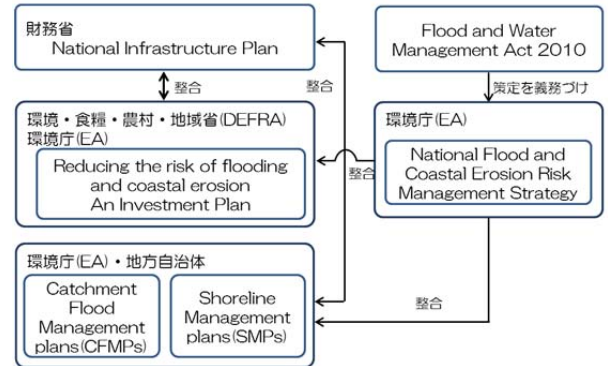 財務省
National Infrastructure Plan
Flood and Water
Management Act 2010
整合
整合
策定を義務づけ
環境・食糧・農村・地域省(DEFRA)
環境庁(EA)
Reducing the risk of flooding
and coastal erosion
An Investment Plan
整合
環境庁(EA)
National Flood and
Coastal Erosion Risk
Management Strategy
環境庁(EA)・地方自治体
Catchment
Flood
Management
plans(CFMPs)
Shoreline
Management
plans(SMPs)
整合